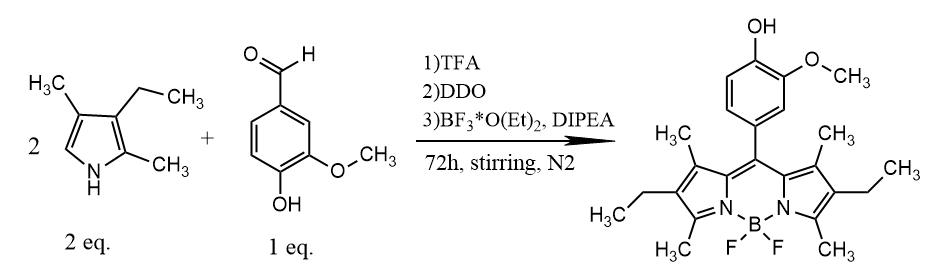 H₃C
CH₃
CH₃
N
H
2
2 eq.
+
O
H
O
CH₃
OH
1 eq.
1)TFA
2)DDO
3)BF₃*O(Et)₂, DIPEA
72h, stirring, N2
OH
O
CH₃
H₃C
CH₃
H₃C
CH₃
N
N
B
F
F
H₃C
CH₃